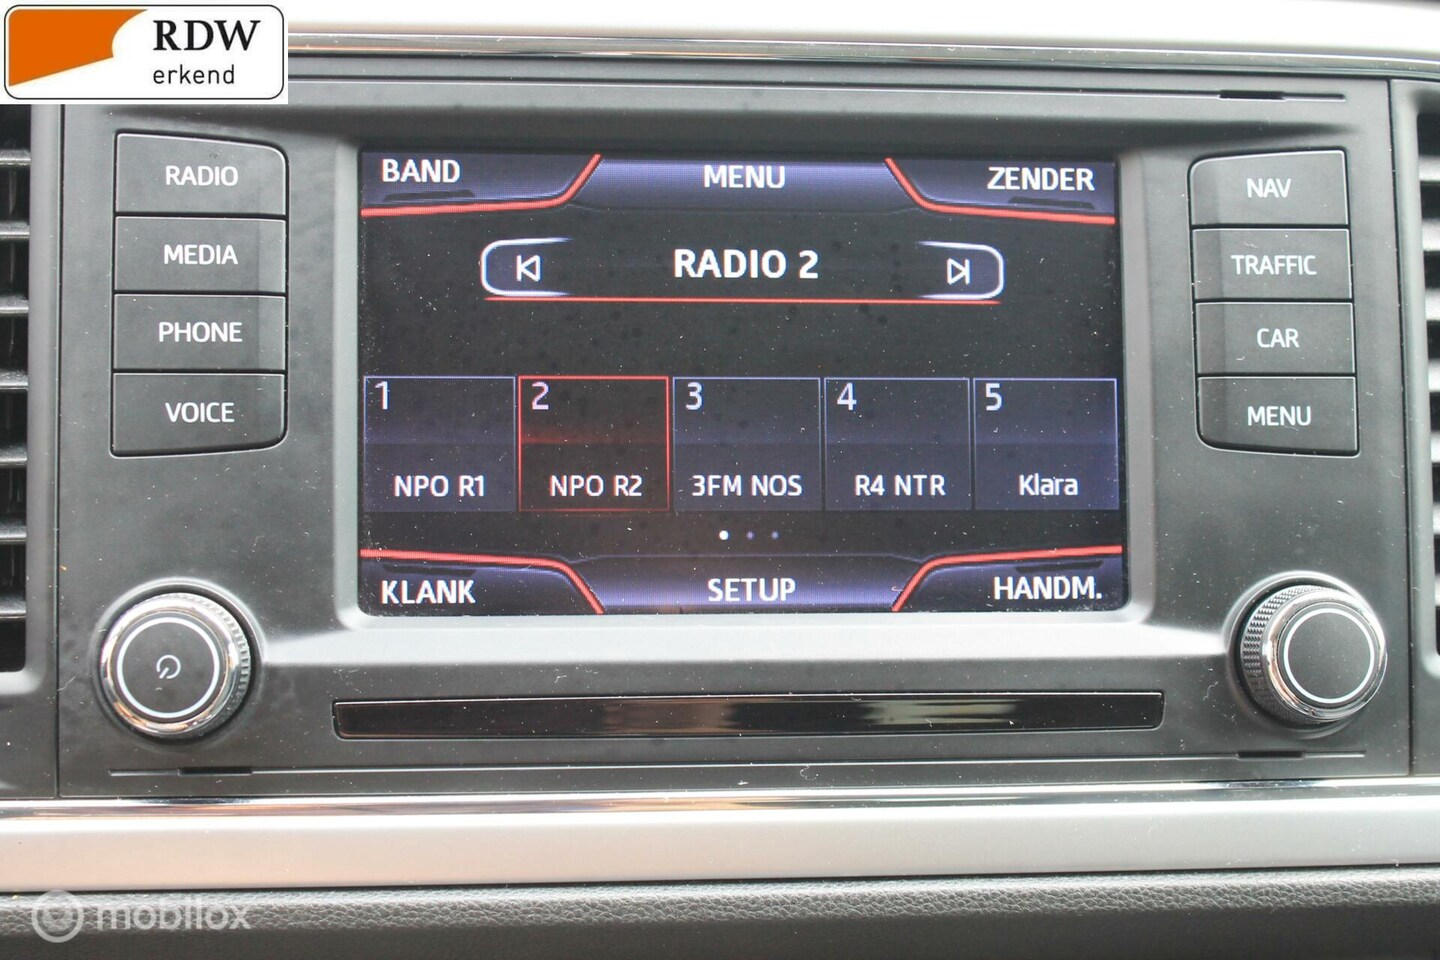 RDW
erkend
RADIO
MEDIA
PHONE
VOICE
BAND
MENU
ZENDER
RADIO 2
1
2
3
4
5
NPO R1
NPO R2
3FM NOS
R4 NTR
Klara
KLANK
SETUP
HANDM.
NAV
TRAFFIC
CAR
MENU
mobilox